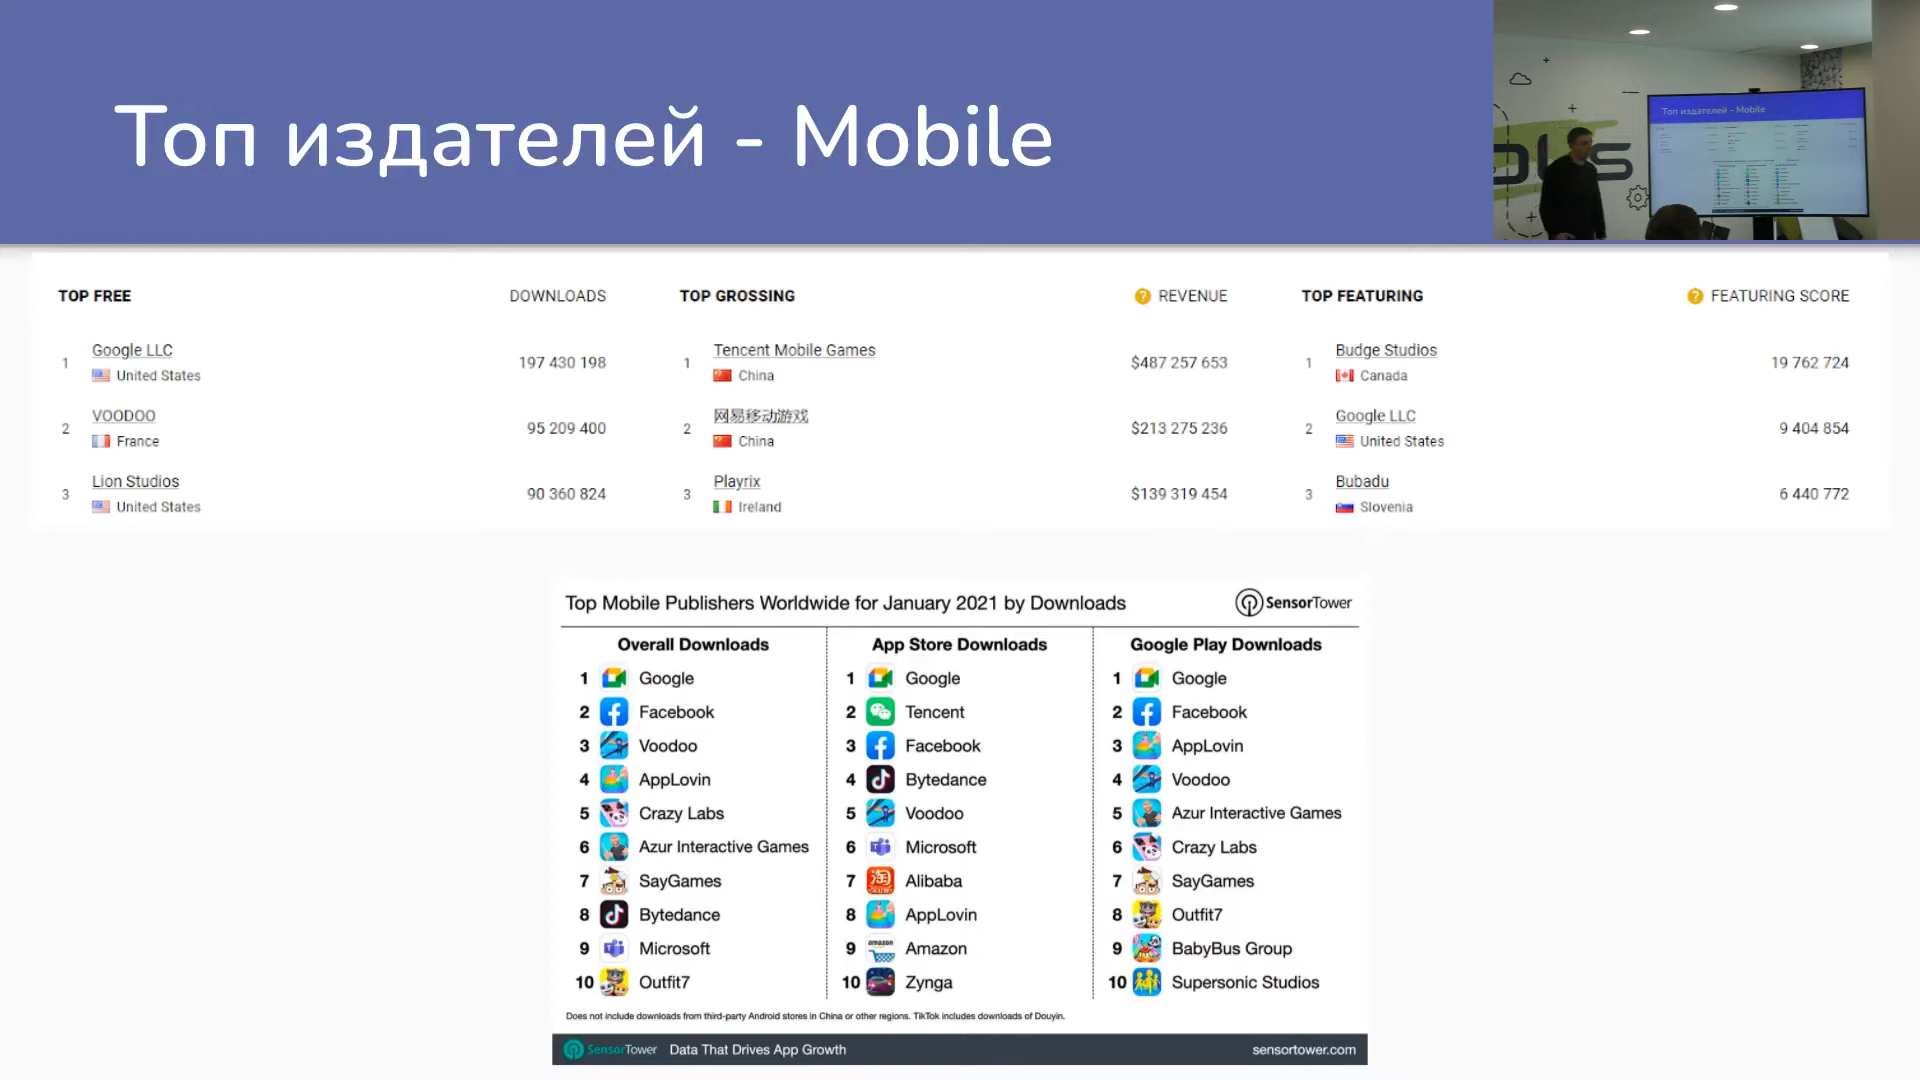 Топ издателей - Mobile
Топ издателей - Mobile
TOP FREE DOWNLOADS
1 Google LLC 197 430 198
United States
2 VOODOO 95 209 400
France
3 Lion Studios 90 360 824
United States
TOP GROSSING ? REVENUE
1 Tencent Mobile Games $487 257 653
China
2 网易移动游戏 $213 275 236
China
3 Playrix $139 319 454
Ireland
TOP FEATURING ? FEATURING SCORE
1 Budge Studios 19 762 724
Canada
2 Google LLC 9 404 854
United States
3 Bubadu 6 440 772
Slovenia
Top Mobile Publishers Worldwide for January 2021 by Downloads
SensorTower
Overall Downloads
1 Google
2 Facebook
3 Voodoo
4 AppLovin
5 Crazy Labs
6 Azur Interactive Games
7 SayGames
8 Bytedance
9 Microsoft
10 Outfit7
App Store Downloads
1 Google
2 Tencent
3 Facebook
4 Bytedance
5 Voodoo
6 Microsoft
7 Alibaba
8 AppLovin
9 Amazon
10 Zynga
Google Play Downloads
1 Google
2 Facebook
3 AppLovin
4 Voodoo
5 Azur Interactive Games
6 Crazy Labs
7 SayGames
8 Outfit7
9 BabyBus Group
10 Supersonic Studios
Does not include downloads from third-party Android stores in China or other regions. TikTok includes downloads of Douyin.
SensorTower Data That Drives App Growth sensortower.com